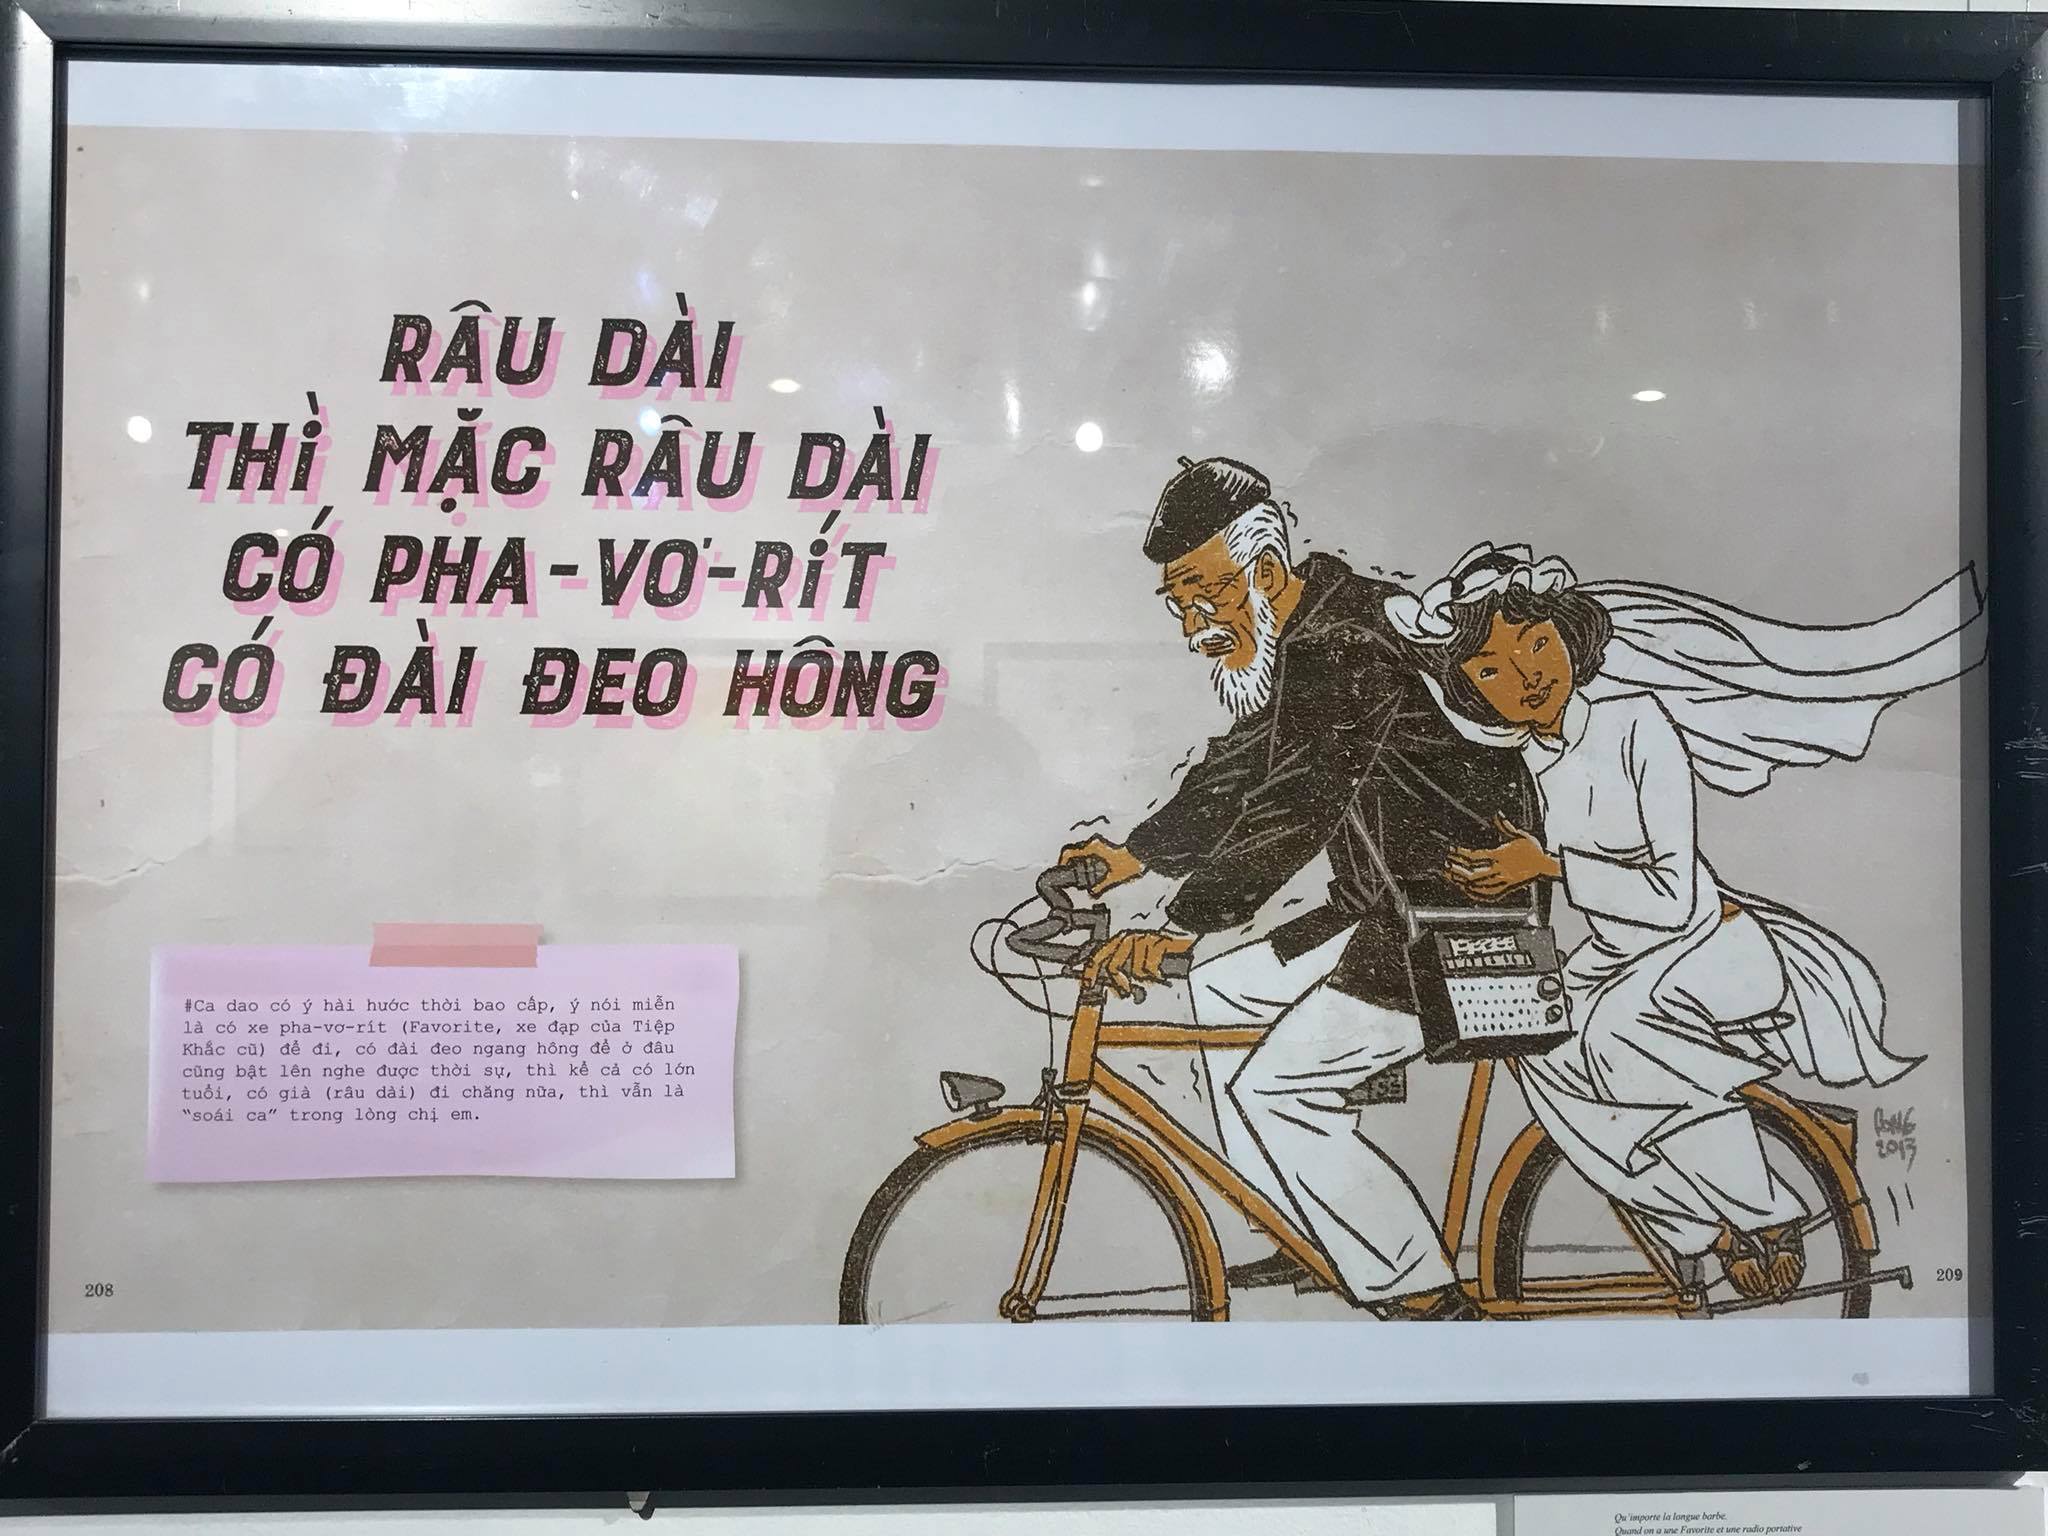 RÂU DÀI
THÌ MẶC RÂU DÀI
CÓ PHA-VƠ-RÍT
CÓ ĐÀI ĐEO HÔNG
#Ca dao có ý hài hước thời bao cấp, ý nói miễn
là có xe pha-vơ-rít (Favorite, xe đạp của Tiệp
Khắc cũ) để đi, có đài đeo ngang hông để ở đâu
cũng bật lên nghe được thời sự, thì kể cả có lớn
tuổi, có già (râu dài) đi chăng nữa, thì vẫn là
“soái ca” trong lòng chị em.
2013
208
209
Qu'importe la longue barbe.
Quand on a une Favorite et une radio portative